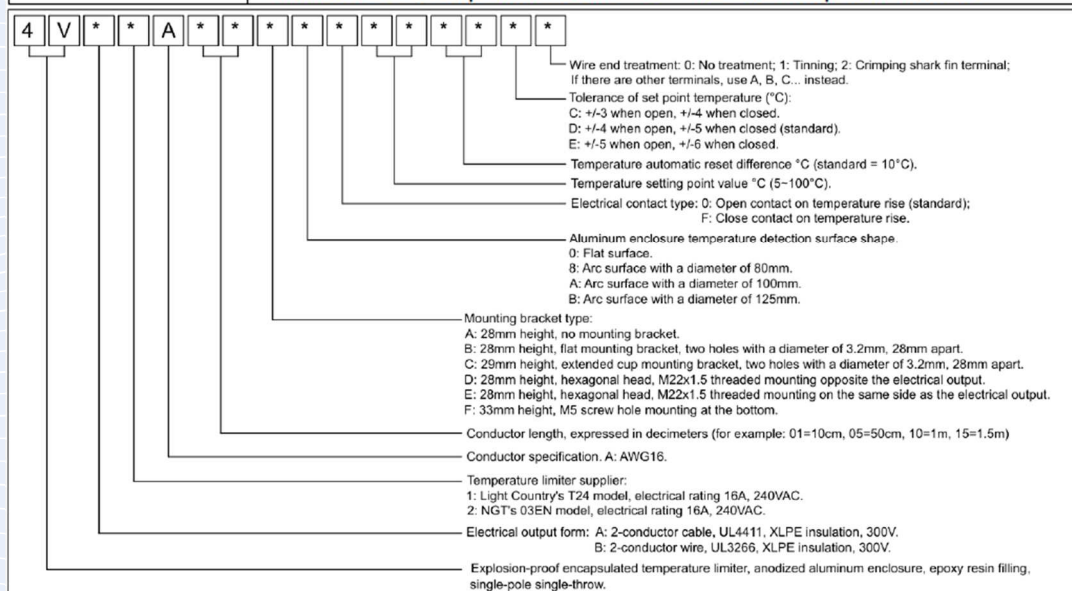 4 V * * A * * * * * * * * * * *
Wire end treatment: 0: No treatment; 1: Tinning; 2: Crimping shark fin terminal;
If there are other terminals, use A, B, C... instead.
Tolerance of set point temperature (°C):
C: +/-3 when open, +/-4 when closed.
D: +/-4 when open, +/-5 when closed (standard).
E: +/-5 when open, +/-6 when closed.
Temperature automatic reset difference °C (standard = 10°C).
Temperature setting point value °C (5~100°C).
Electrical contact type: 0: Open contact on temperature rise (standard);
F: Close contact on temperature rise.
Aluminum enclosure temperature detection surface shape.
0: Flat surface.
8: Arc surface with a diameter of 80mm.
A: Arc surface with a diameter of 100mm.
B: Arc surface with a diameter of 125mm.
Mounting bracket type:
A: 28mm height, no mounting bracket.
B: 28mm height, flat mounting bracket, two holes with a diameter of 3.2mm, 28mm apart.
C: 29mm height, extended cup mounting bracket, two holes with a diameter of 3.2mm, 28mm apart.
D: 28mm height, hexagonal head, M22x1.5 threaded mounting opposite the electrical output.
E: 28mm height, hexagonal head, M22x1.5 threaded mounting on the same side as the electrical output.
F: 33mm height, M5 screw hole mounting at the bottom.
Conductor length, expressed in decimeters (for example: 01=10cm, 05=50cm, 10=1m, 15=1.5m)
Conductor specification. A: AWG16.
Temperature limiter supplier:
1: Light Country's T24 model, electrical rating 16A, 240VAC.
2: NGT's 03EN model, electrical rating 16A, 240VAC.
Electrical output form: A: 2-conductor cable, UL4411, XLPE insulation, 300V.
B: 2-conductor wire, UL3266, XLPE insulation, 300V.
Explosion-proof encapsulated temperature limiter, anodized aluminum enclosure, epoxy resin filling,
single-pole single-throw.